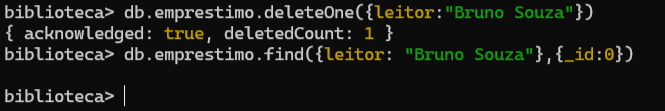 biblioteca> db.emprestimo.deleteOne({leitor:"Bruno Souza"})
{ acknowledged: true, deletedCount: 1 }
biblioteca> db.emprestimo.find({leitor: "Bruno Souza"},{_id:0})
biblioteca>